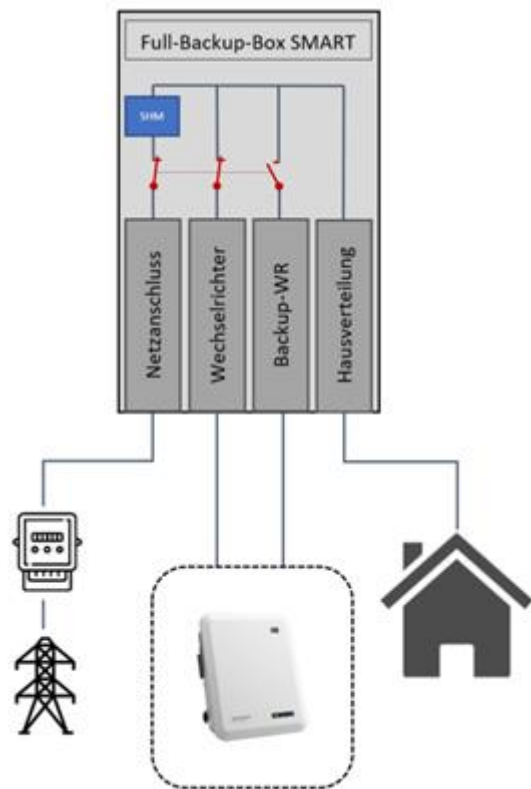 Full-Backup-Box SMART
SHM
Netzanschluss
Wechselrichter
Backup-WR
Hausverteilung